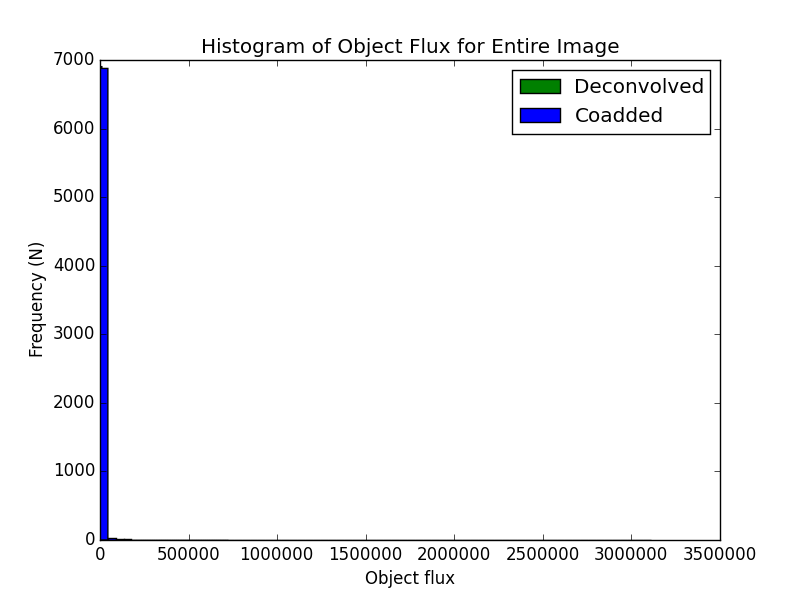 Histogram of Object Flux for Entire Image
7000
6000
5000
4000
3000
2000
1000
0
Frequency (N)
Deconvolved
Coadded
0 500000 1000000 1500000 2000000 2500000 3000000 3500000
Object flux